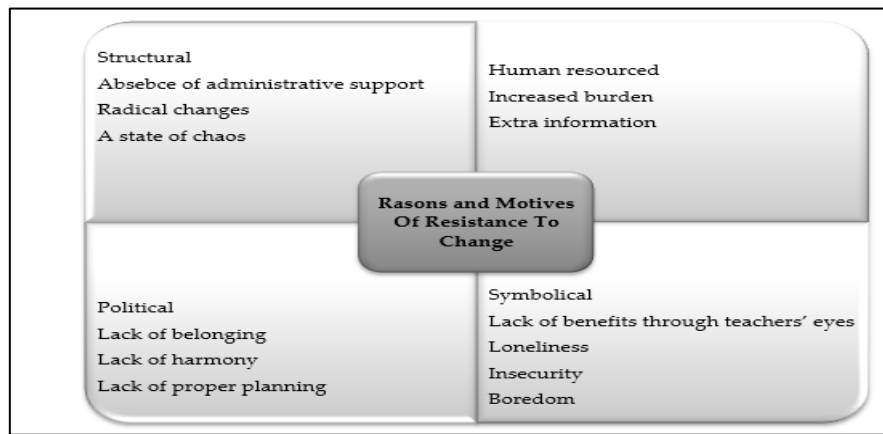 Structural
Absebce of administrative support
Radical changes
A state of chaos
Human resourced
Increased burden
Extra information
Rasons and Motives
Of Resistance To
Change
Political
Lack of belonging
Lack of harmony
Lack of proper planning
Symbolical
Lack of benefits through teachers’ eyes
Loneliness
Insecurity
Boredom